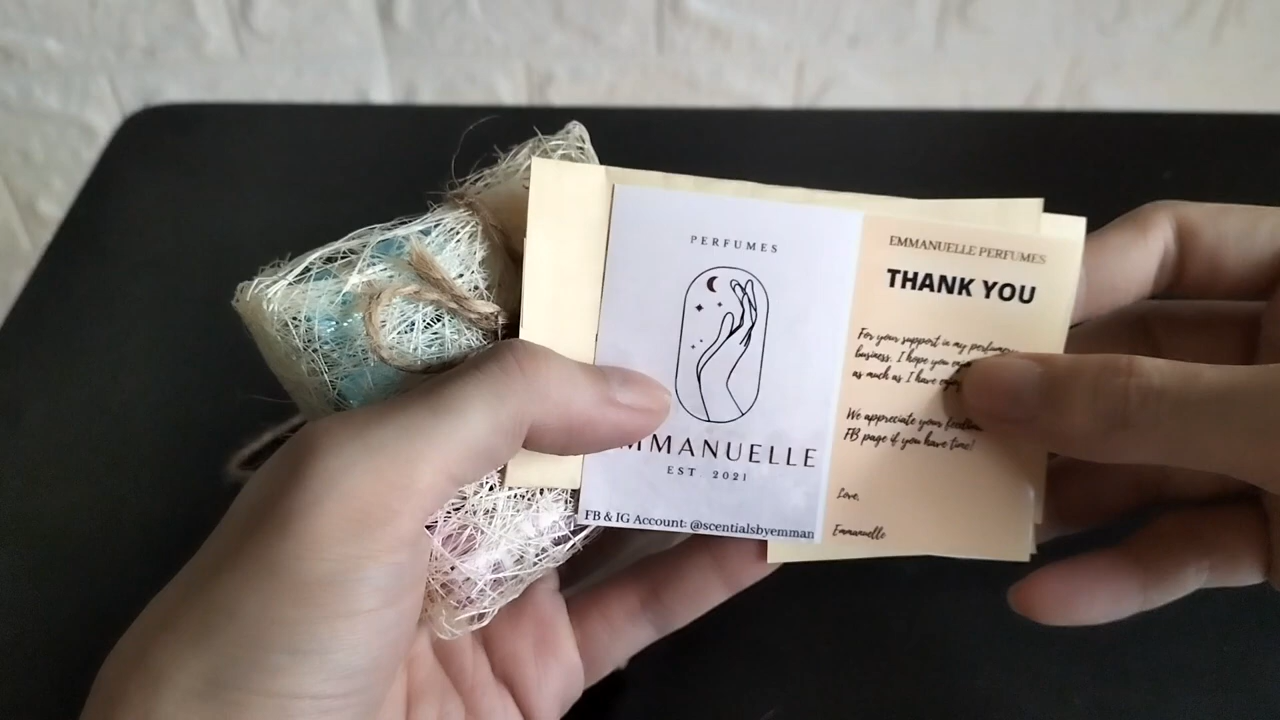 PERFUMES
MMANUELLE
EST. 2021
FB & IG Account: @scentialsbyemman
EMMANUELLE PERFUMES
THANK YOU
For your support in my perfume
business. I hope you
as much as I have
We appreciate your
FB page if you have time!
Love,
Emmanuelle